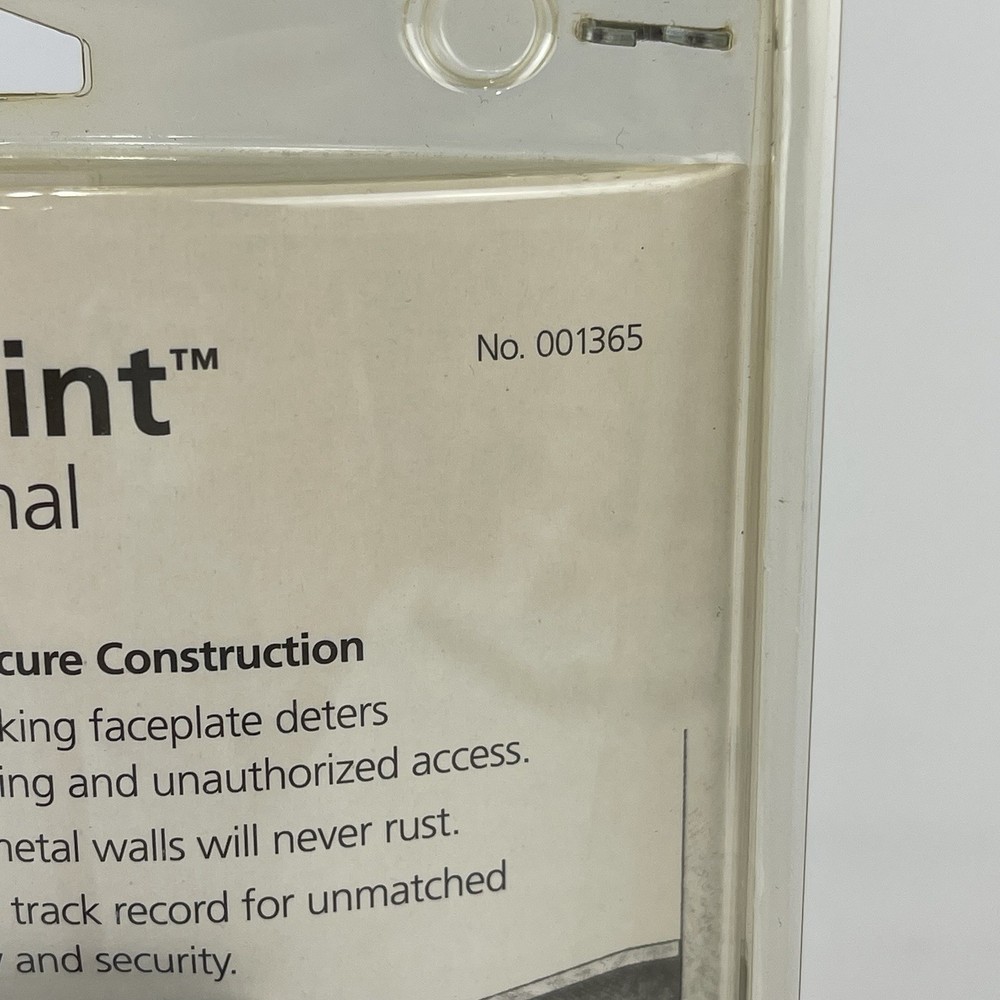 int™
No. 001365
nal
cure Construction
king faceplate deters
ing and unauthorized access.
metal walls will never rust.
track record for unmatched
and security.